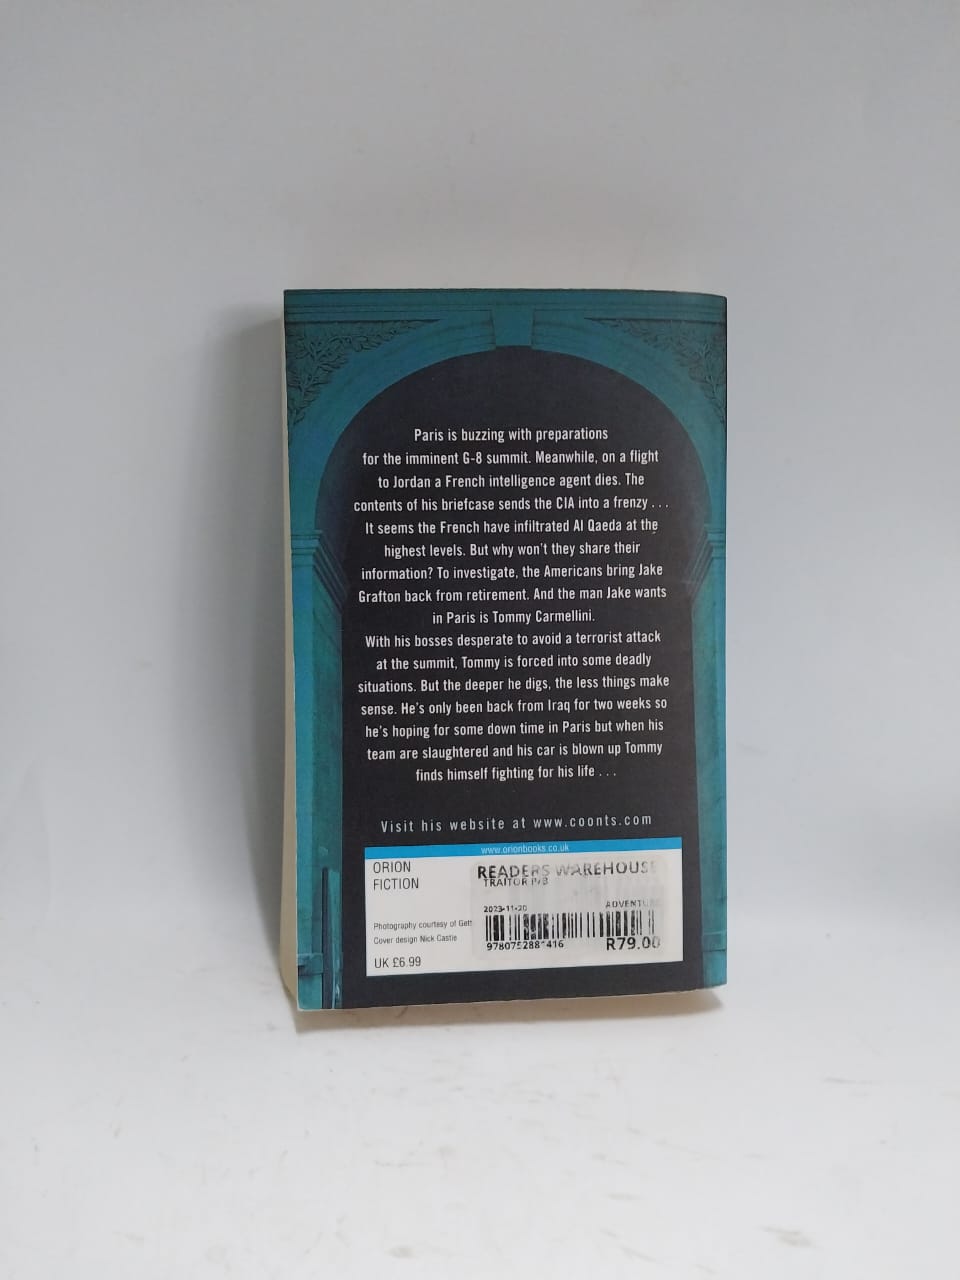 Paris is buzzing with preparations
for the imminent G-8 summit. Meanwhile, on a flight
to Jordan a French intelligence agent dies. The
contents of his briefcase sends the CIA into a frenzy . . .
It seems the French have infiltrated Al Qaeda at the
highest levels. But why won't they share their
information? To investigate, the Americans bring Jake
Grafton back from retirement. And the man Jake wants
in Paris is Tommy Carmellini.
With his bosses desperate to avoid a terrorist attack
at the summit, Tommy is forced into some deadly
situations. But the deeper he digs, the less things make
sense. He's only been back from Iraq for two weeks so
he's hoping for some down time in Paris but when his
team are slaughtered and his car is blown up Tommy
finds himself fighting for his life . . .
Visit his website at www.coonts.com
www.orionbooks.co.uk
ORION
FICTION
Photography courtesy of
Cover design Nick Castle
UK £6.99
READERS WAREHOUSE
TRAITOR
2023-11-20
R79.00